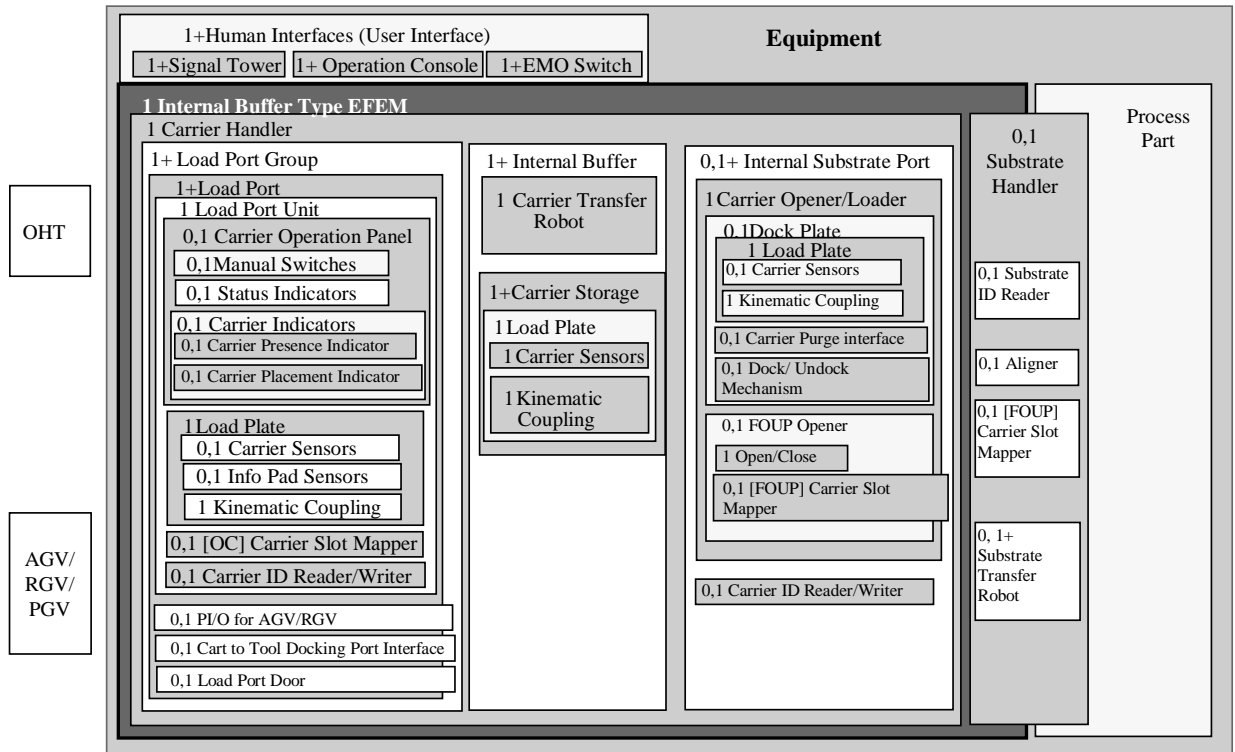 1+Human Interfaces (User Interface)
1+Signal Tower
1+ Operation Console
1+EMO Switch
Equipment
1 Internal Buffer Type EFEM
1 Carrier Handler
1+ Load Port Group
1+Load Port
1 Load Port Unit
0,1 Carrier Operation Panel
0,1Manual Switches
0,1 Status Indicators
0,1 Carrier Indicators
0,1 Carrier Presence Indicator
0,1 Carrier Placement Indicator
1Load Plate
0,1 Carrier Sensors
0,1 Info Pad Sensors
1 Kinematic Coupling
0,1 [OC] Carrier Slot Mapper
0,1 Carrier ID Reader/Writer
0,1 PI/O for AGV/RGV
0,1 Cart to Tool Docking Port Interface
0,1 Load Port Door
1+ Internal Buffer
1 Carrier Transfer
Robot
1+Carrier Storage
1Load Plate
1Carrier Sensors
1Kinematic
Coupling
0,1+ Internal Substrate Port
1Carrier Opener/Loader
0,1Dock Plate
1 Load Plate
0,1 Carrier Sensors
1 Kinematic Coupling
0,1 Carrier Purge interface
0,1 Dock/ Undock
Mechanism
0,1 FOUP Opener
1 Open/Close
0,1 [FOUP] Carrier Slot
Mapper
0,1 Carrier ID Reader/Writer
0,1
Substrate
Handler
0,1 Substrate
ID Reader
0,1 Aligner
0,1 [FOUP]
Carrier Slot
Mapper
0, 1+
Substrate
Transfer
Robot
Process
Part
OHT
AGV/
RGV/
PGV